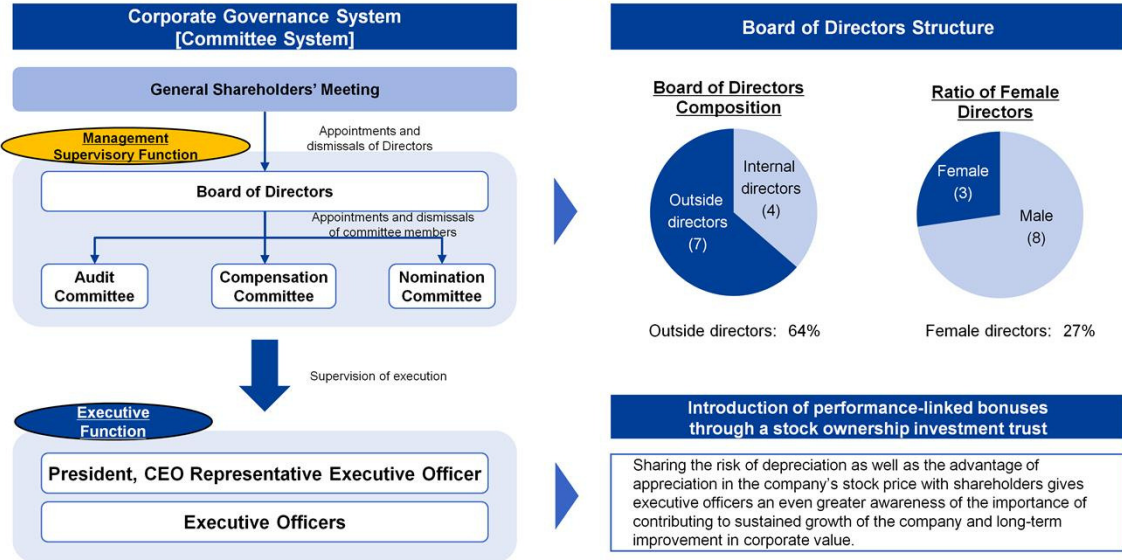 Corporate Governance System
[Committee System]
General Shareholders' Meeting
Management
Supervisory Function
Appointments and
dismissals of Directors
Board of Directors
Appointments and dismissals
of committee members
Audit
Committee
Compensation
Committee
Nomination
Committee
Supervision of execution
Executive
Function
President, CEO Representative Executive Officer
Executive Officers
Board of Directors Structure
Board of Directors
Composition
Outside
directors
(7)
Internal
directors
(4)
Outside directors: 64%
Ratio of Female
Directors
Female
(3)
Male
(8)
Female directors: 27%
Introduction of performance-linked bonuses
through a stock ownership investment trust
Sharing the risk of depreciation as well as the advantage of
appreciation in the company's stock price with shareholders gives
executive officers an even greater awareness of the importance of
contributing to sustained growth of the company and long-term
improvement in corporate value.